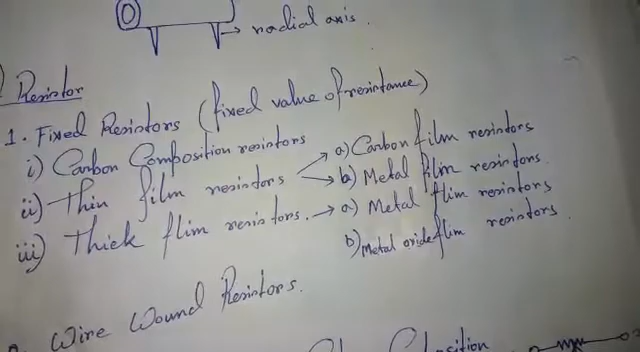 → radial axis.
Resistor
1. Fixed Resistors (fixed value of resistance)
i) Carbon Composition resistors
ii) Thin film resistors → a) Carbon film resistors
→ b) Metal film resistors.
iii) Thick flim resistors. → a) Metal flim resistors
b) Metal oxide flim resistors.
Wire Wound Resistors.